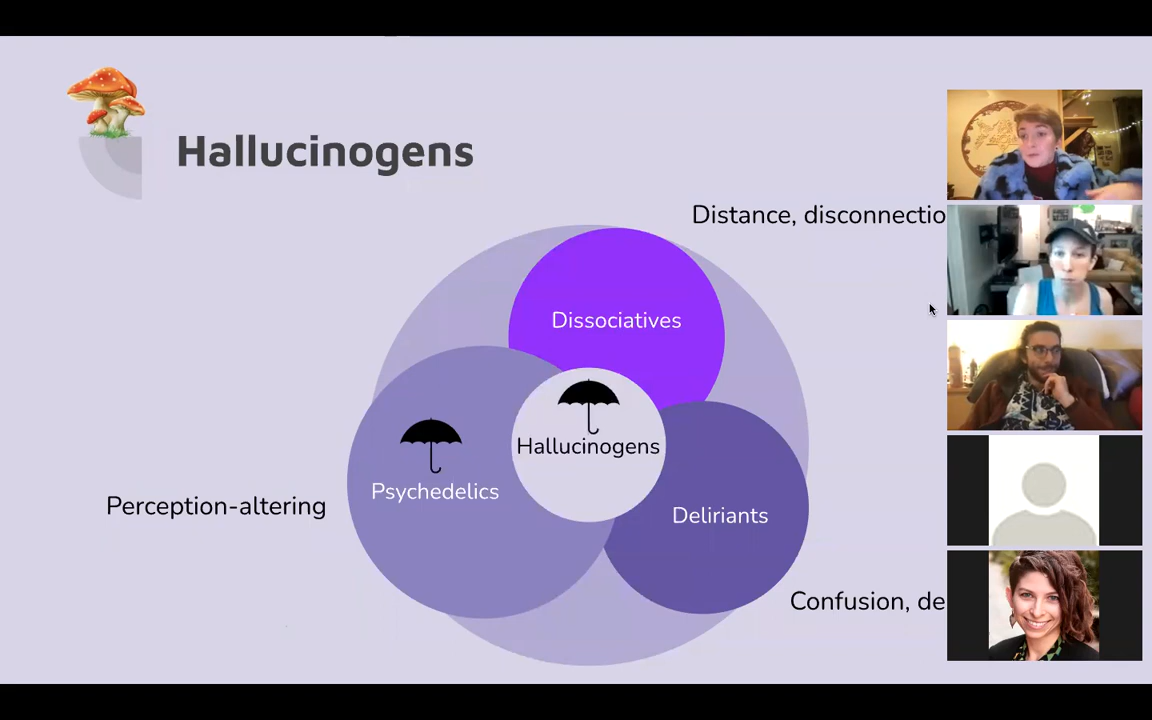 Hallucinogens
Distance, disconnectio
Dissociatives
Hallucinogens
Psychedelics
Perception-altering
Deliriants
Confusion, de